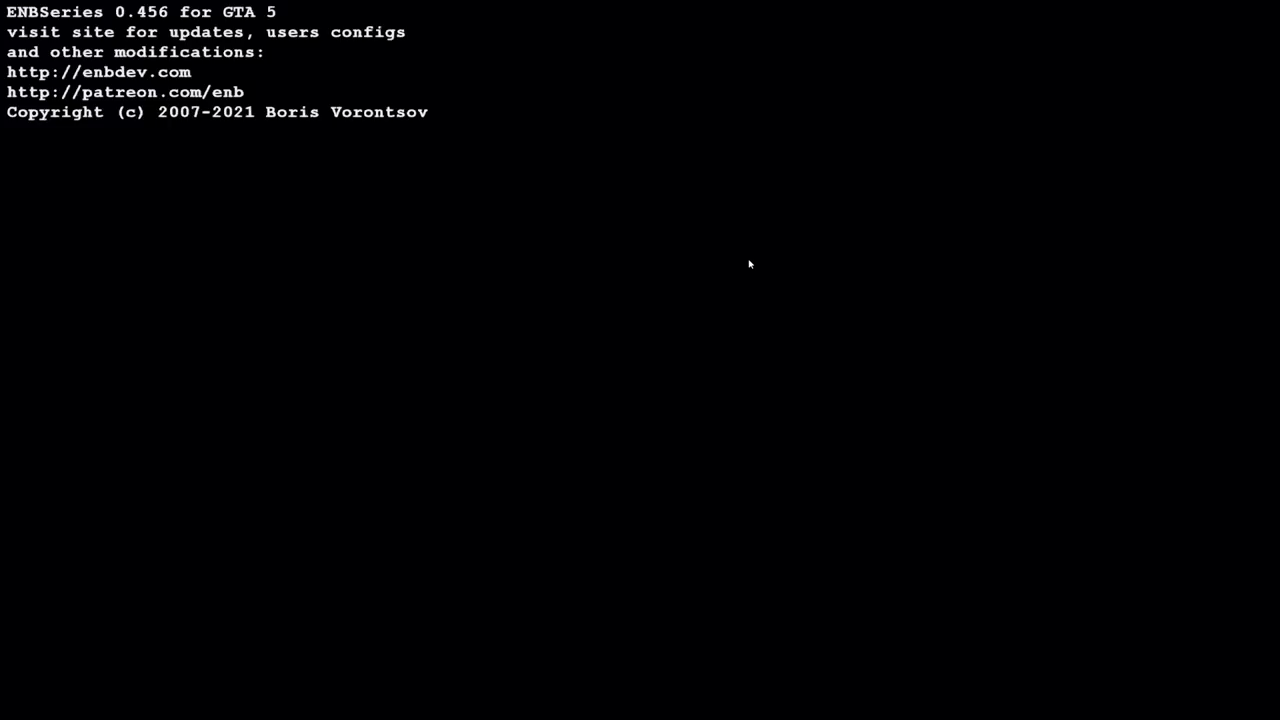 ENBSeries 0.456 for GTA 5
visit site for updates, users configs
and other modifications:
http://enbdev.com
http://patreon.com/enb
Copyright (c) 2007-2021 Boris Vorontsov